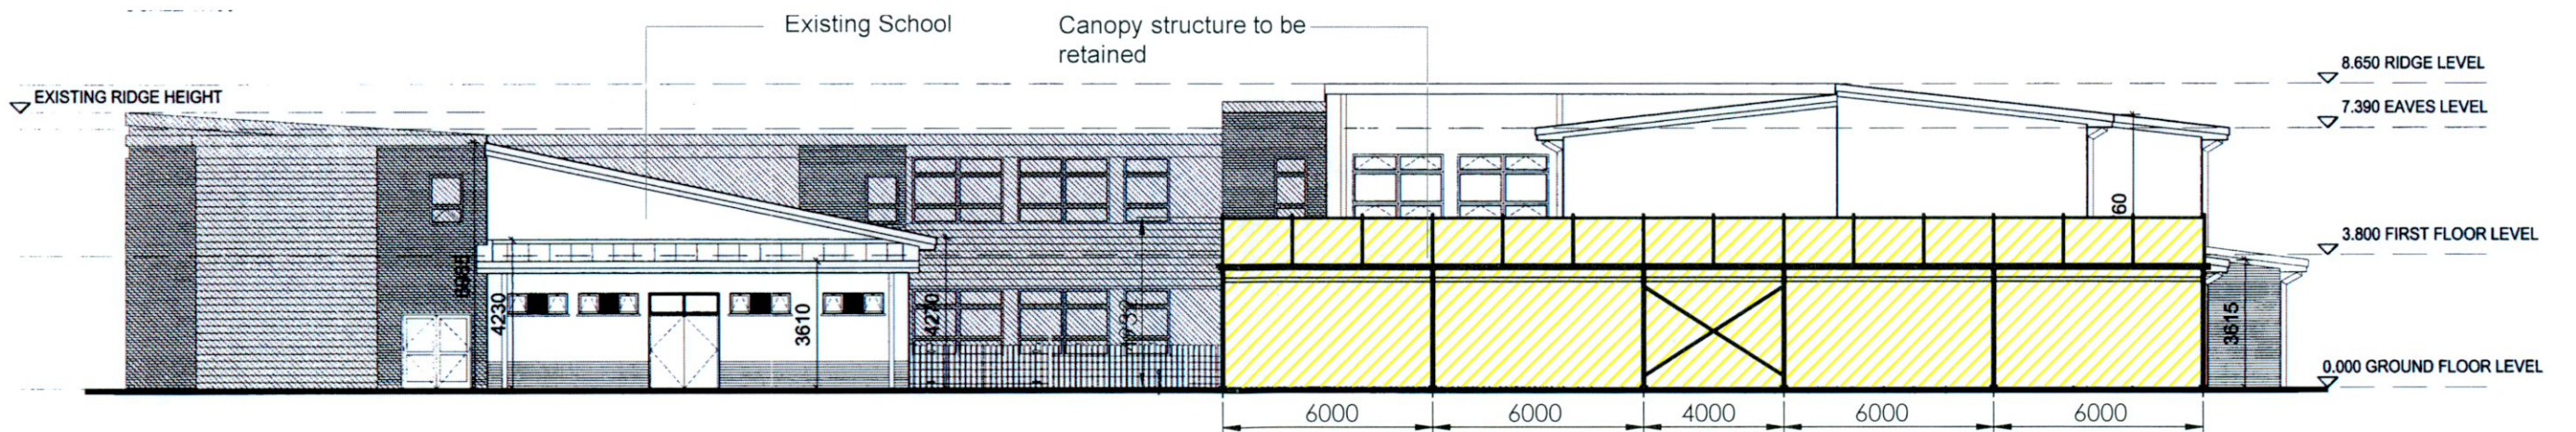 Existing School
Canopy structure to be
retained
8.650 RIDGE LEVEL
EXISTING RIDGE HEIGHT
7.390 EAVES LEVEL
60
3.800 FIRST FLOOR LEVEL
4230
3610
4270
3615
0.000 GROUND FLOOR LEVEL
6000
6000
4000
6000
6000